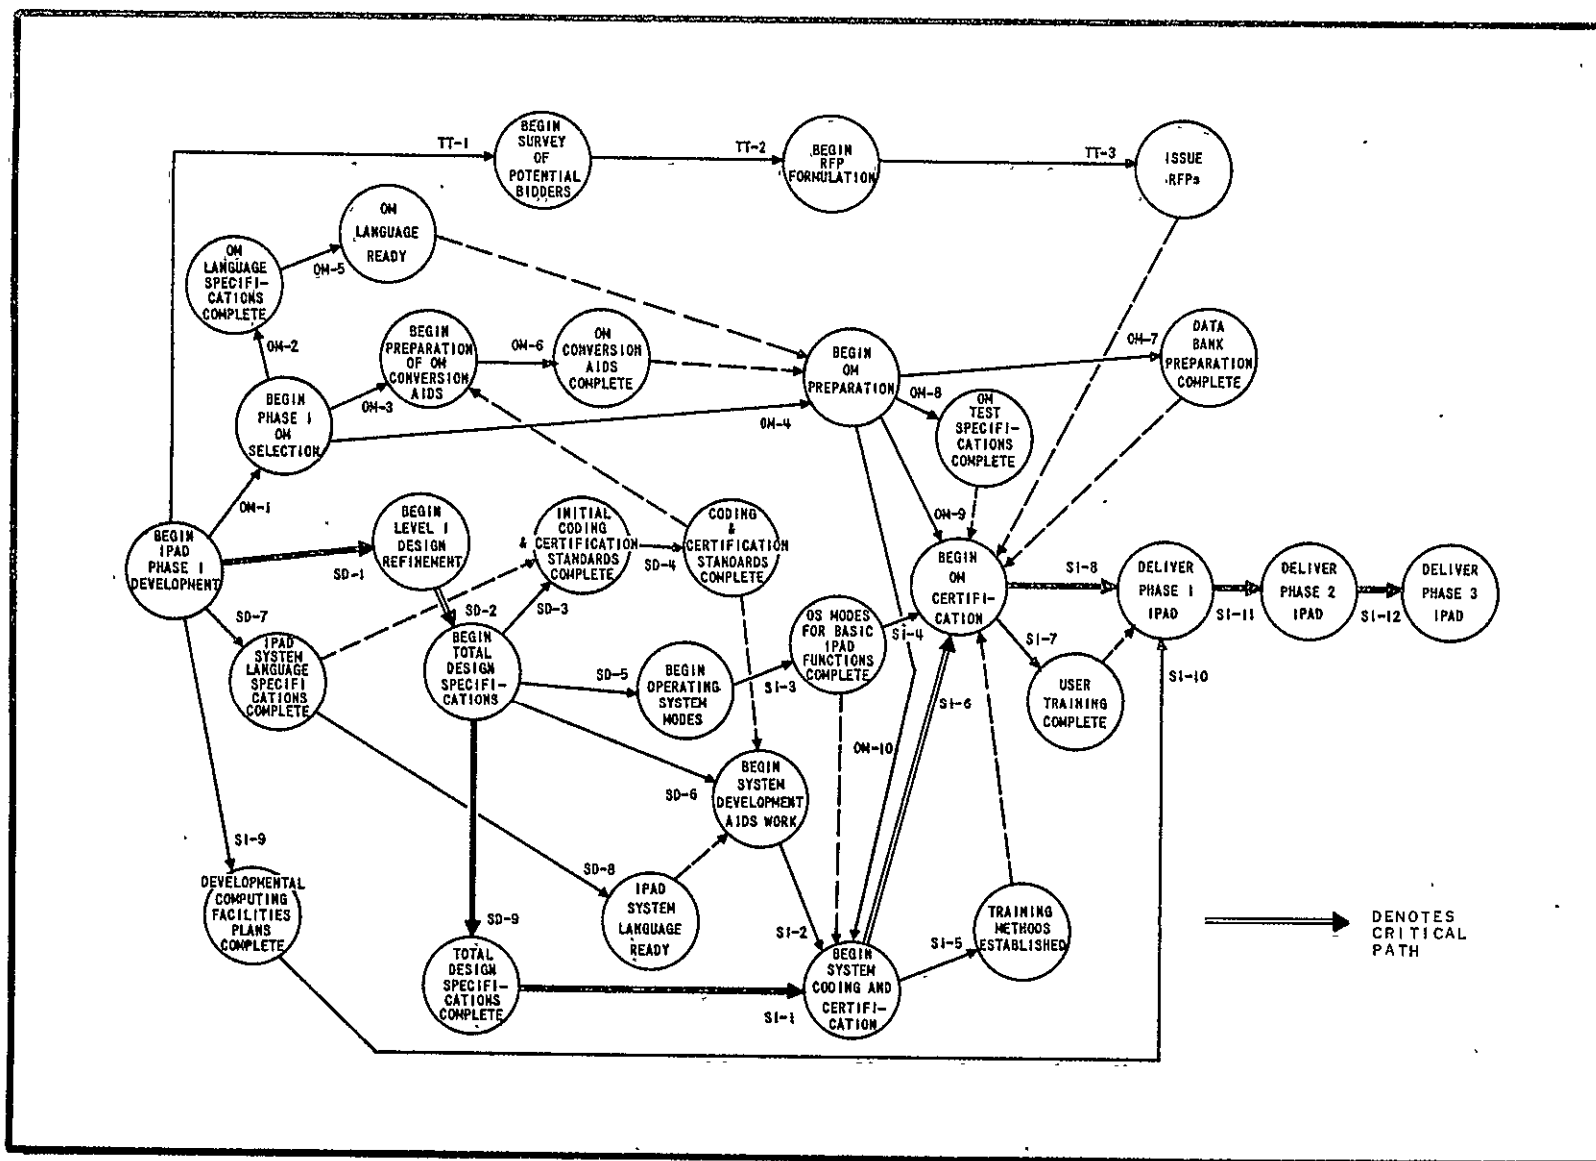 TT-1
BEGIN
SURVEY
OF
POTENTIAL
BIDDERS
TT-2
BEGIN
RFP
FORMULATION
TT-3
ISSUE
RFPs
OM
LANGUAGE
READY
OM
LANGUAGE
SPECIFI-
CATIONS
COMPLETE
OM-5
OM-2
BEGIN
PREPARATION
OF OM
CONVERSION
AIDS
OM-6
OM
CONVERSION
AIDS
COMPLETE
BEGIN
OM
PREPARATION
OM-7
DATA
BANK
PREPARATION
COMPLETE
OM-8
OM
TEST
SPECIFI-
CATIONS
COMPLETE
BEGIN
PHASE I
OM
SELECTION
OM-3
OM-4
OM-1
OM-9
BEGIN
IPAD
PHASE I
DEVELOPMENT
SD-1
BEGIN
LEVEL I
DESIGN
REFINEMENT
INITIAL
CODING
& CERTIFICATION
STANDARDS
COMPLETE
SD-4
CODING
&
CERTIFICATION
STANDARDS
COMPLETE
BEGIN
OM
CERTIFI-
CATION
SI-8
DELIVER
PHASE 1
IPAD
SI-11
DELIVER
PHASE 2
IPAD
SI-12
DELIVER
PHASE 3
IPAD
SD-7
SD-2
SD-3
IPAD
SYSTEM
LANGUAGE
SPECIFI
CATIONS
COMPLETE
BEGIN
TOTAL
DESIGN
SPECIFI-
CATIONS
SD-5
BEGIN
OPERATING
SYSTEM
MODES
SI-3
OS MODES
FOR BASIC
IPAD
FUNCTIONS
COMPLETE
SI-4
SI-7
USER
TRAINING
COMPLETE
SI-10
SI-6
OM-10
SD-6
BEGIN
SYSTEM
DEVELOPMENT
AIDS WORK
SI-9
DEVELOPMENTAL
COMPUTING
FACILITIES
PLANS
COMPLETE
SD-8
IPAD
SYSTEM
LANGUAGE
READY
SD-9
TOTAL
DESIGN
SPECIFI-
CATIONS
COMPLETE
SI-1
SI-2
BEGIN
SYSTEM
CODING AND
CERTIFI-
CATION
SI-5
TRAINING
METHODS
ESTABLISHED
DENOTES
CRITICAL
PATH